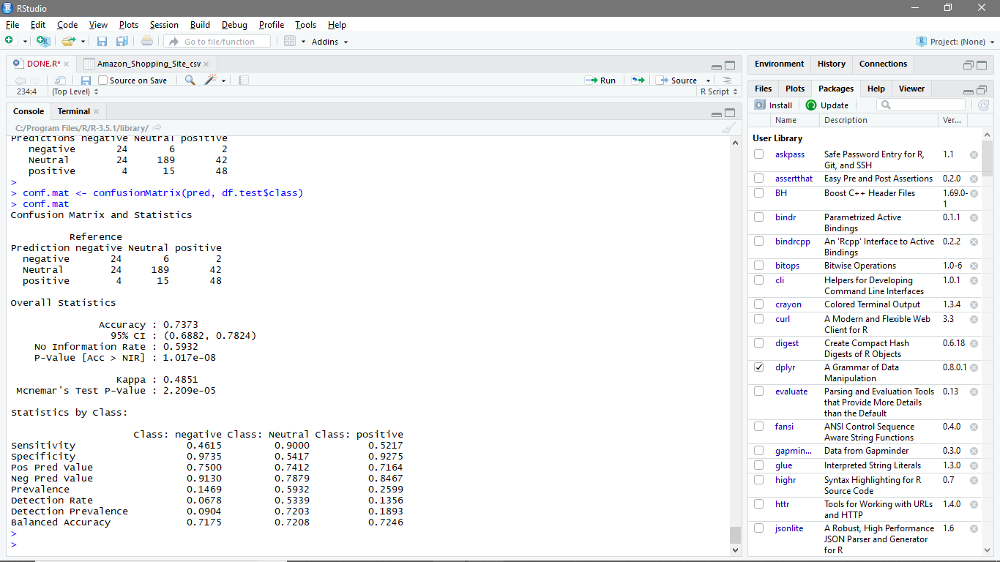 RStudio
File Edit Code View Plots Session Build Debug Profile Tools Help
Go to file/function Addins Project: (None)
DONE.R* Amazon_Shopping_Site_csv
Source on Save Run Source
234:4 (Top Level) R Script
Console Terminal
C:/Program Files/R/R-3.5.1/library/
Predictions negative Neutral positive
negative 24 6 2
Neutral 24 189 42
positive 4 15 48
>
> conf.mat <- confusionMatrix(pred, df.test$class)
> conf.mat
Confusion Matrix and Statistics
Reference
Prediction negative Neutral positive
negative 24 6 2
Neutral 24 189 42
positive 4 15 48
Overall Statistics
Accuracy : 0.7373
95% CI : (0.6882, 0.7824)
No Information Rate : 0.5932
P-Value [Acc > NIR] : 1.017e-08
Kappa : 0.4851
Mcnemar's Test P-Value : 2.209e-05
Statistics by Class:
Class: negative Class: Neutral Class: positive
Sensitivity 0.4615 0.9000 0.5217
Specificity 0.9735 0.5417 0.9275
Pos Pred Value 0.7500 0.7412 0.7164
Neg Pred Value 0.9130 0.7879 0.8467
Prevalence 0.1469 0.5932 0.2599
Detection Rate 0.0678 0.5339 0.1356
Detection Prevalence 0.0904 0.7203 0.1893
Balanced Accuracy 0.7175 0.7208 0.7246
>
>
Environment History Connections
Files Plots Packages Help Viewer
Install Update
Name Description Ver...
User Library
askpass Safe Password Entry for R, 1.1
Git, and SSH
assertthat Easy Pre and Post Assertions 0.2.0
BH Boost C++ Header Files 1.69.0-
1
bindr Parametrized Active 0.1.1
Bindings
bindrcpp An 'Rcpp' Interface to Active 0.2.2
Bindings
bitops Bitwise Operations 1.0-6
cli Helpers for Developing 1.0.1
Command Line Interfaces
crayon Colored Terminal Output 1.3.4
curl A Modern and Flexible Web 3.3
Client for R
digest Create Compact Hash 0.6.18
Digests of R Objects
dplyr A Grammar of Data 0.8.0.1
Manipulation
evaluate Parsing and Evaluation Tools 0.13
that Provide More Details
than the Default
fansi ANSI Control Sequence 0.4.0
Aware String Functions
gapmin... Data from Gapminder 0.3.0
glue Interpreted String Literals 1.3.0
highr Syntax Highlighting for R 0.7
Source Code
httr Tools for Working with URLs 1.4.0
and HTTP
jsonlite A Robust, High Performance 1.6
JSON Parser and Generator
for R